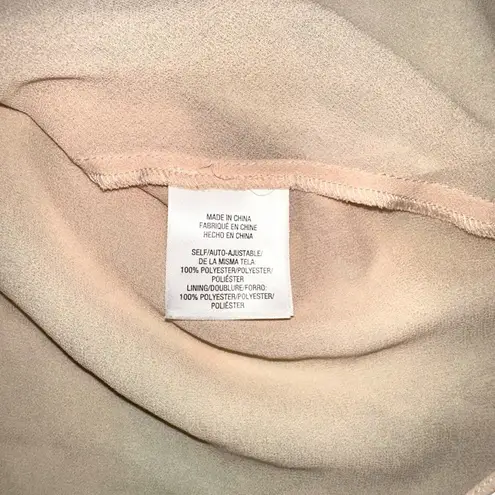 MADE IN CHINA
FABRIQUÉ EN CHINE
HECHO EN CHINA
SELF/AUTO-AJUSTABLE/
DE LA MISMA TELA:
100% POLYESTER/POLYESTER/
POLIÉSTER
LINING/DOUBLURE/FORRO:
100% POLYESTER/POLYESTER/
POLIÉSTER